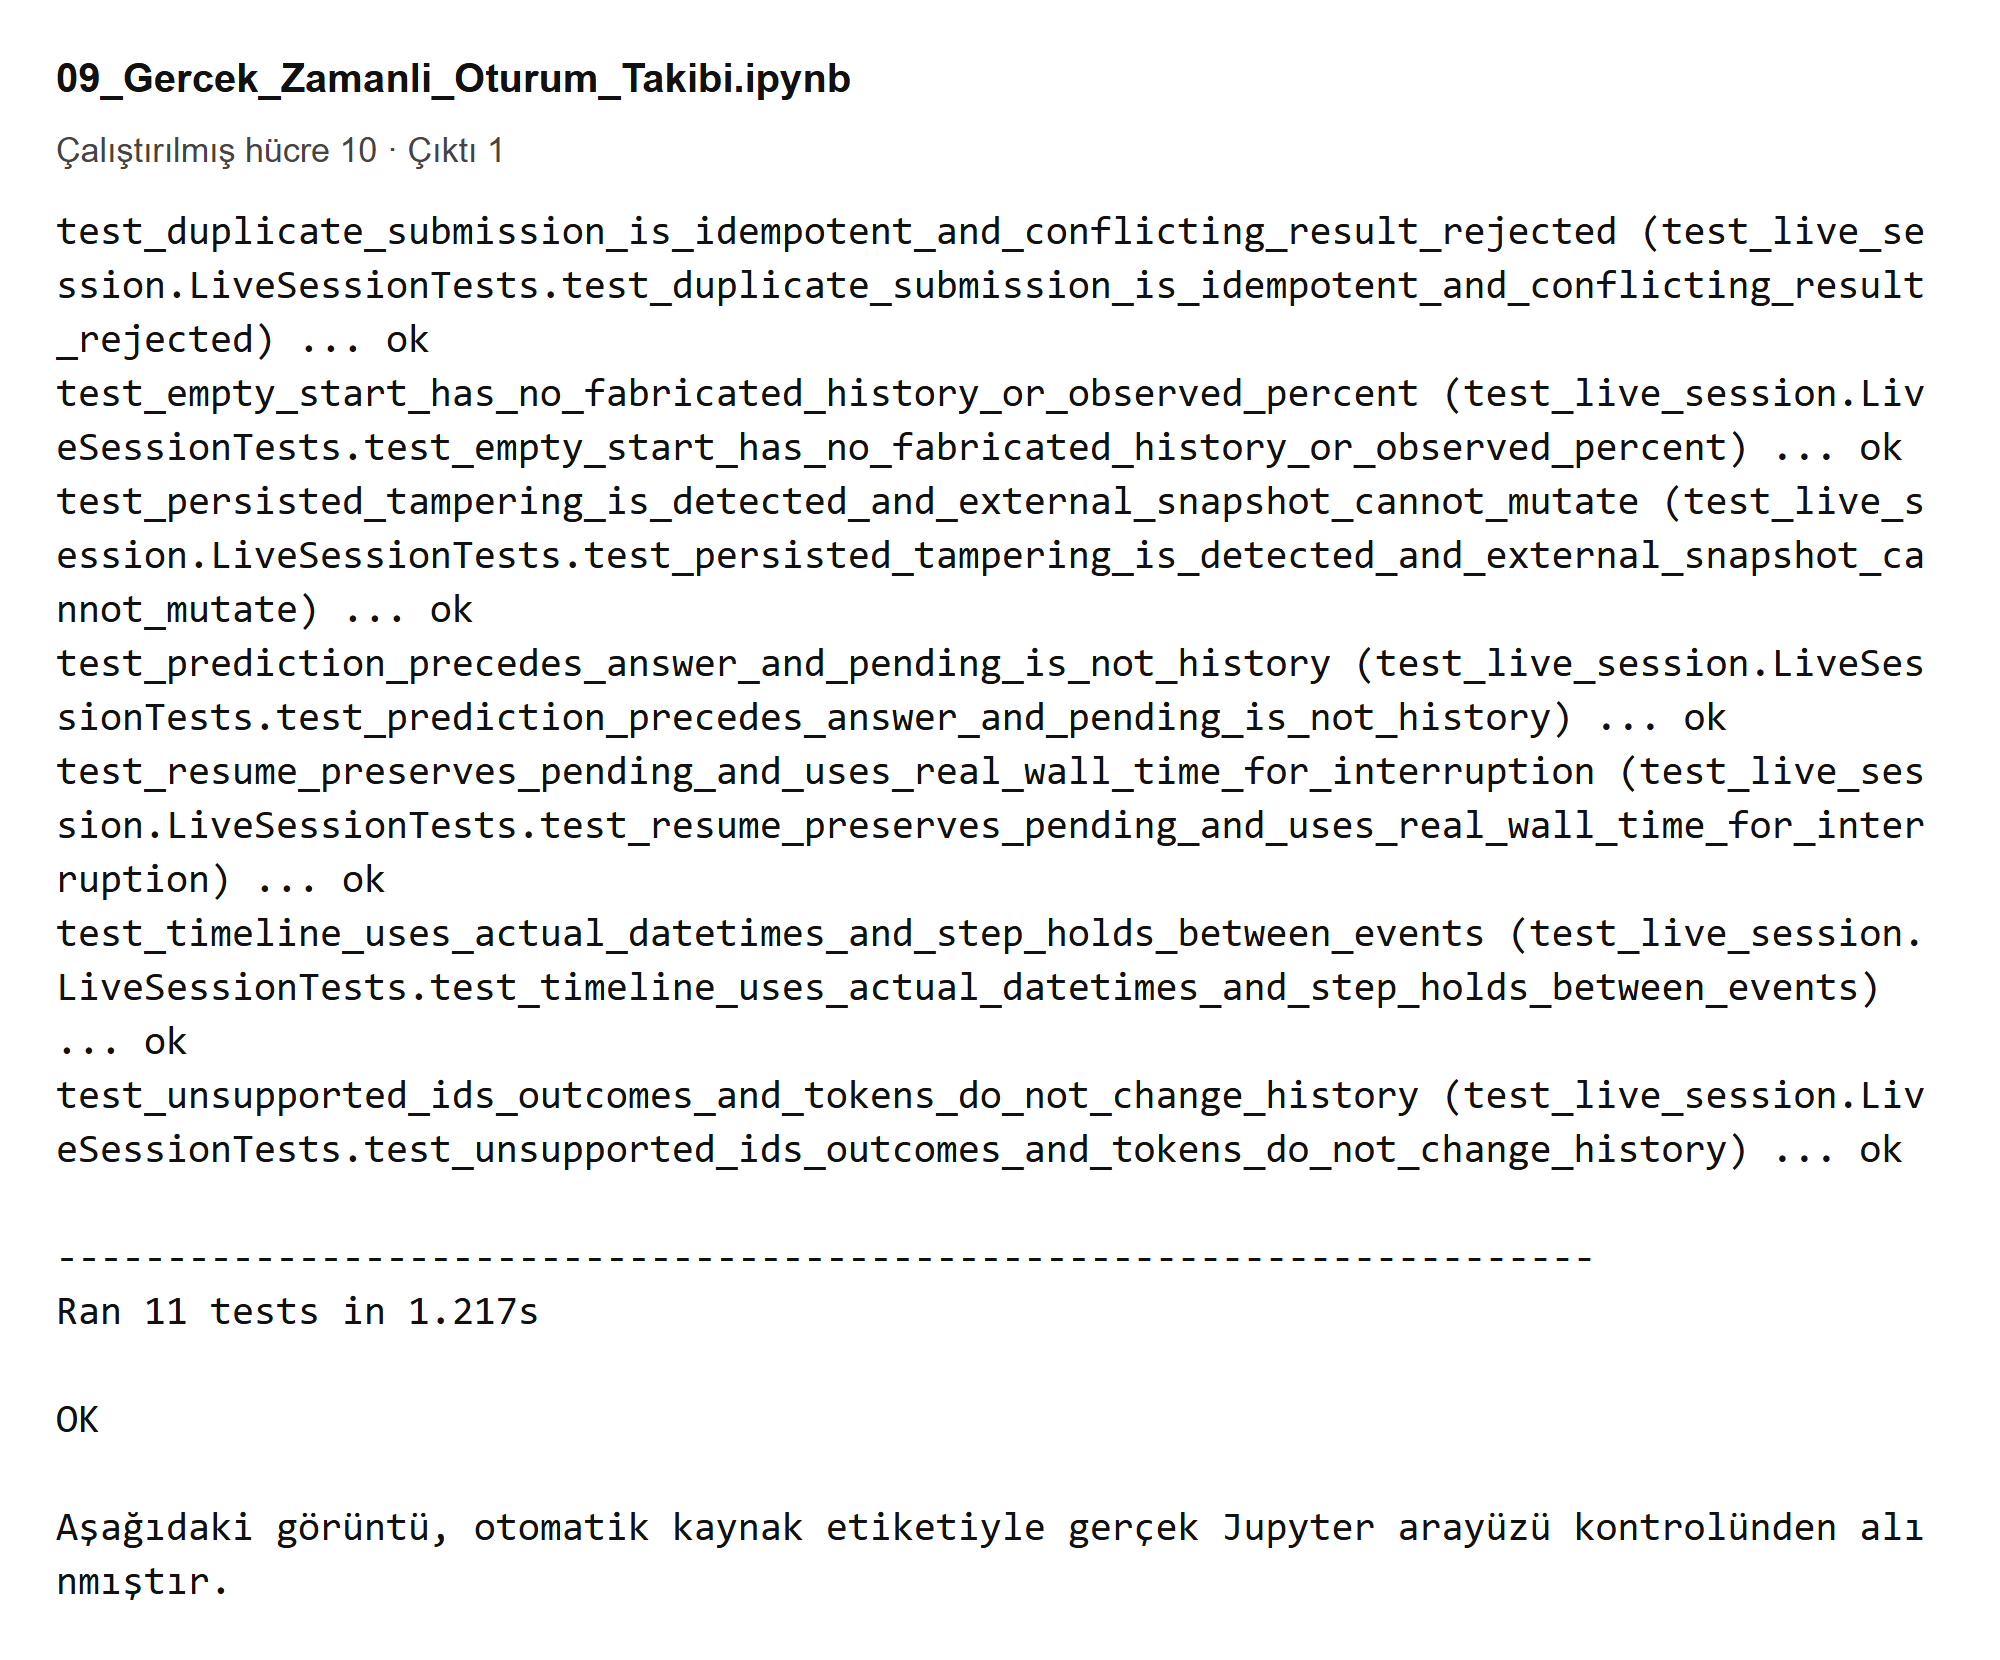 09_Gercek_Zamanli_Oturum_Takibi.ipynb
Çalıştırılmış hücre 10 · Çıktı 1
test_duplicate_submission_is_idempotent_and_conflicting_result_rejected (test_live_se
ssion.LiveSessionTests.test_duplicate_submission_is_idempotent_and_conflicting_result
_rejected) ... ok
test_empty_start_has_no_fabricated_history_or_observed_percent (test_live_session.Liv
eSessionTests.test_empty_start_has_no_fabricated_history_or_observed_percent) ... ok
test_persisted_tampering_is_detected_and_external_snapshot_cannot_mutate (test_live_s
ession.LiveSessionTests.test_persisted_tampering_is_detected_and_external_snapshot_ca
nnot_mutate) ... ok
test_prediction_precedes_answer_and_pending_is_not_history (test_live_session.LiveSes
sionTests.test_prediction_precedes_answer_and_pending_is_not_history) ... ok
test_resume_preserves_pending_and_uses_real_wall_time_for_interruption (test_live_ses
sion.LiveSessionTests.test_resume_preserves_pending_and_uses_real_wall_time_for_inter
ruption) ... ok
test_timeline_uses_actual_datetimes_and_step_holds_between_events (test_live_session.
LiveSessionTests.test_timeline_uses_actual_datetimes_and_step_holds_between_events)
... ok
test_unsupported_ids_outcomes_and_tokens_do_not_change_history (test_live_session.Liv
eSessionTests.test_unsupported_ids_outcomes_and_tokens_do_not_change_history) ... ok
----------------------------------------------------------------------
Ran 11 tests in 1.217s
OK
Aşağıdaki görüntü, otomatik kaynak etiketiyle gerçek Jupyter arayüzü kontrolünden alı
nmıştır.